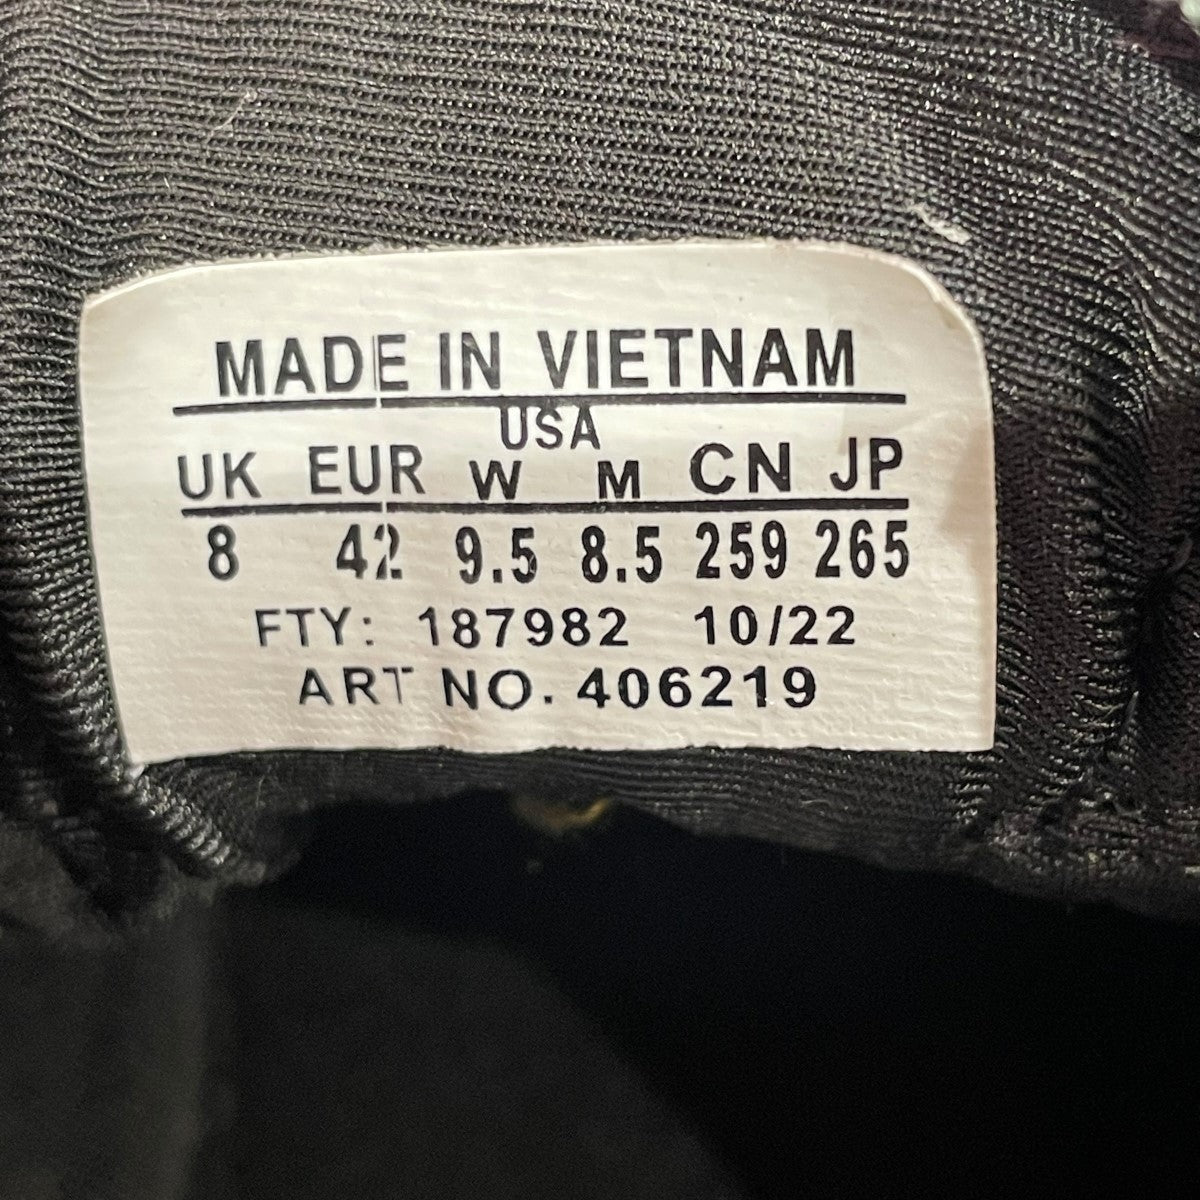 MADE IN VIETNAM
USA
UK EUR W M CN JP
8 42 9.5 8.5 259 265
FTY: 187982 10/22
ART NO. 406219